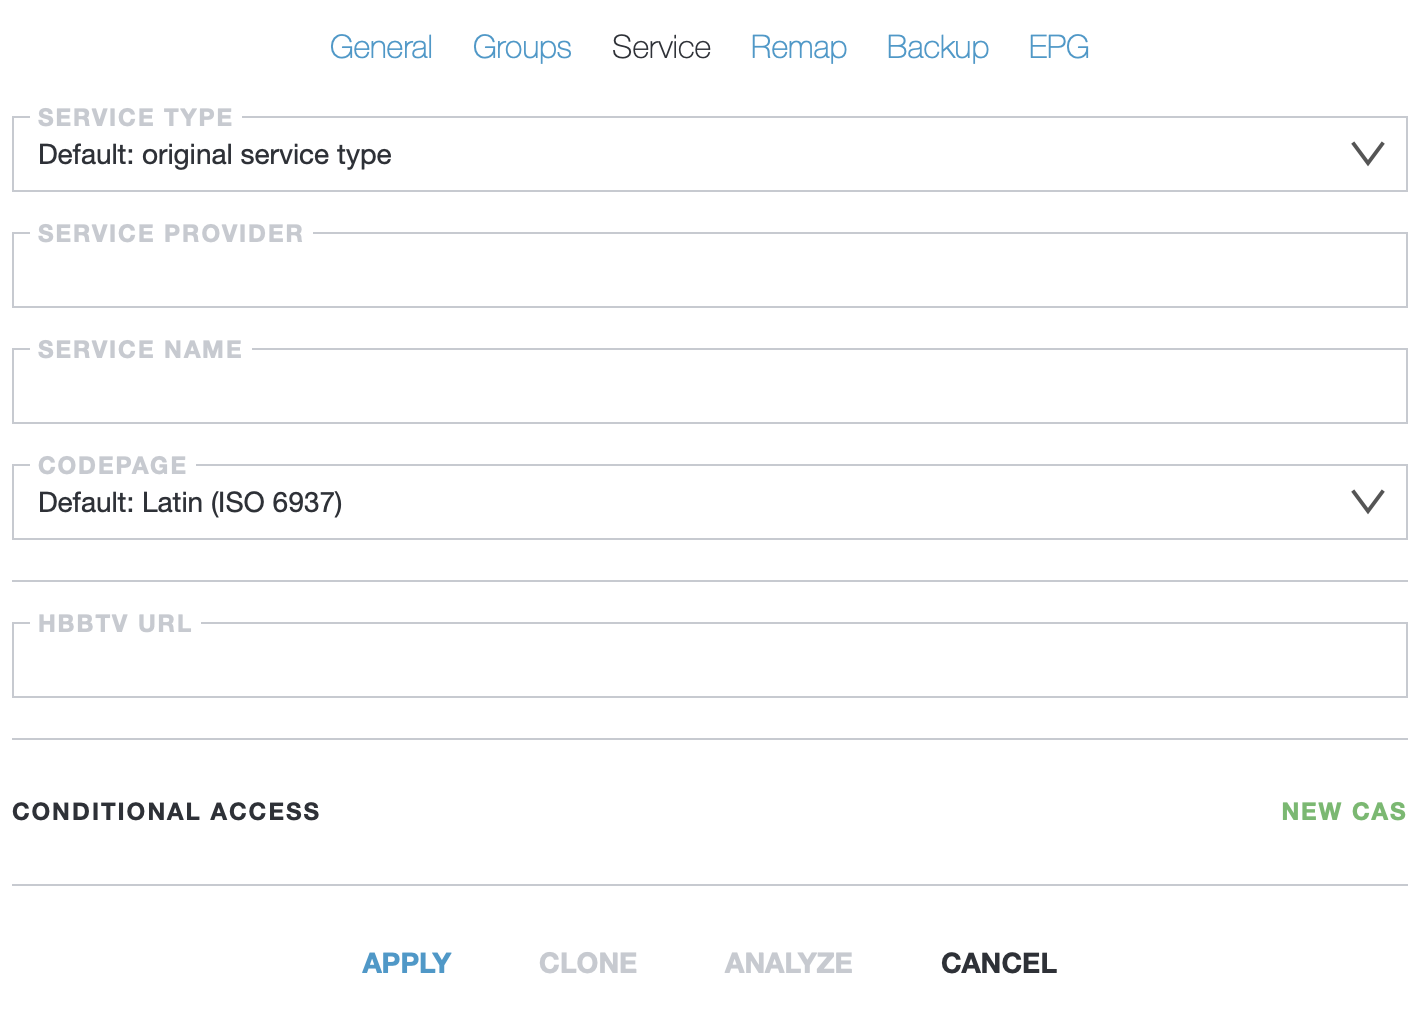 General Groups Service Remap Backup EPG
SERVICE TYPE
Default: original service type
SERVICE PROVIDER
SERVICE NAME
CODEPAGE
Default: Latin (ISO 6937)
HBBTV URL
CONDITIONAL ACCESS NEW CAS
APPLY CLONE ANALYZE CANCEL